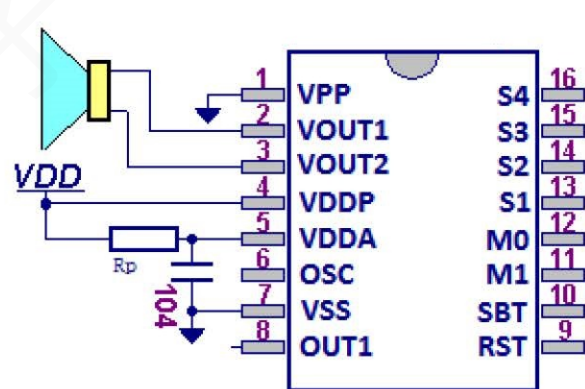 1 VPP S4 16
2 VOUT1 S3 15
3 VOUT2 S2 14
VDD
4 VDDP S1 13
5 VDDA M0 12
Rp
6 OSC M1 11
104
7 VSS SBT 10
8 OUT1 RST 9